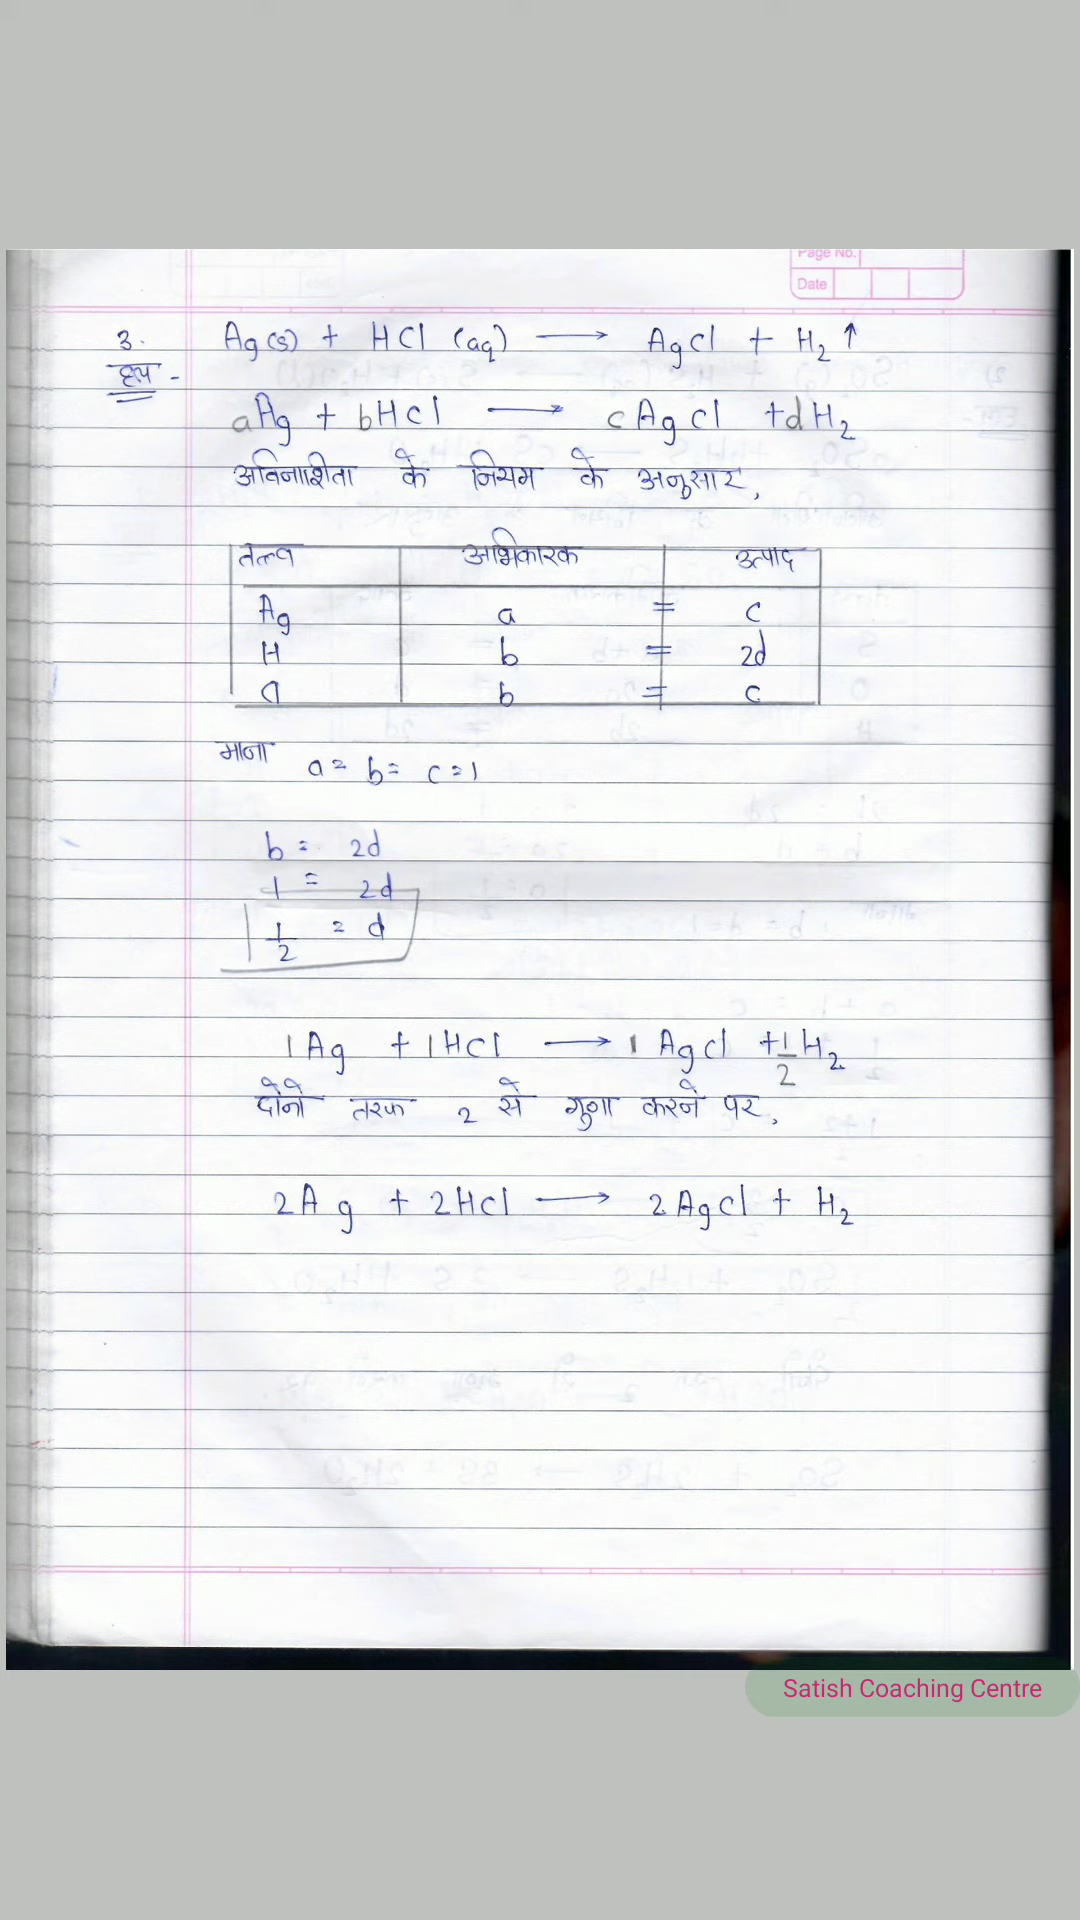 Page No.
Date
3. Ag(s) + HCl (aq) ⟶ AgCl + H₂ ↑
हल -
aAg + bHCl ⟶ cAgCl + dH₂
अविनाशिता के नियम के अनुसार,
तत्व अभिकारक उत्पाद
Ag a = c
H b = 2d
Cl b = c
माना a = b = c = 1
b = 2d
1 = 2d
1/2 = d
1Ag + 1HCl ⟶ 1 AgCl + 1/2 H₂
दोनो तरफ 2 से गुणा करने पर,
2Ag + 2HCl ⟶ 2AgCl + H₂
Satish Coaching Centre